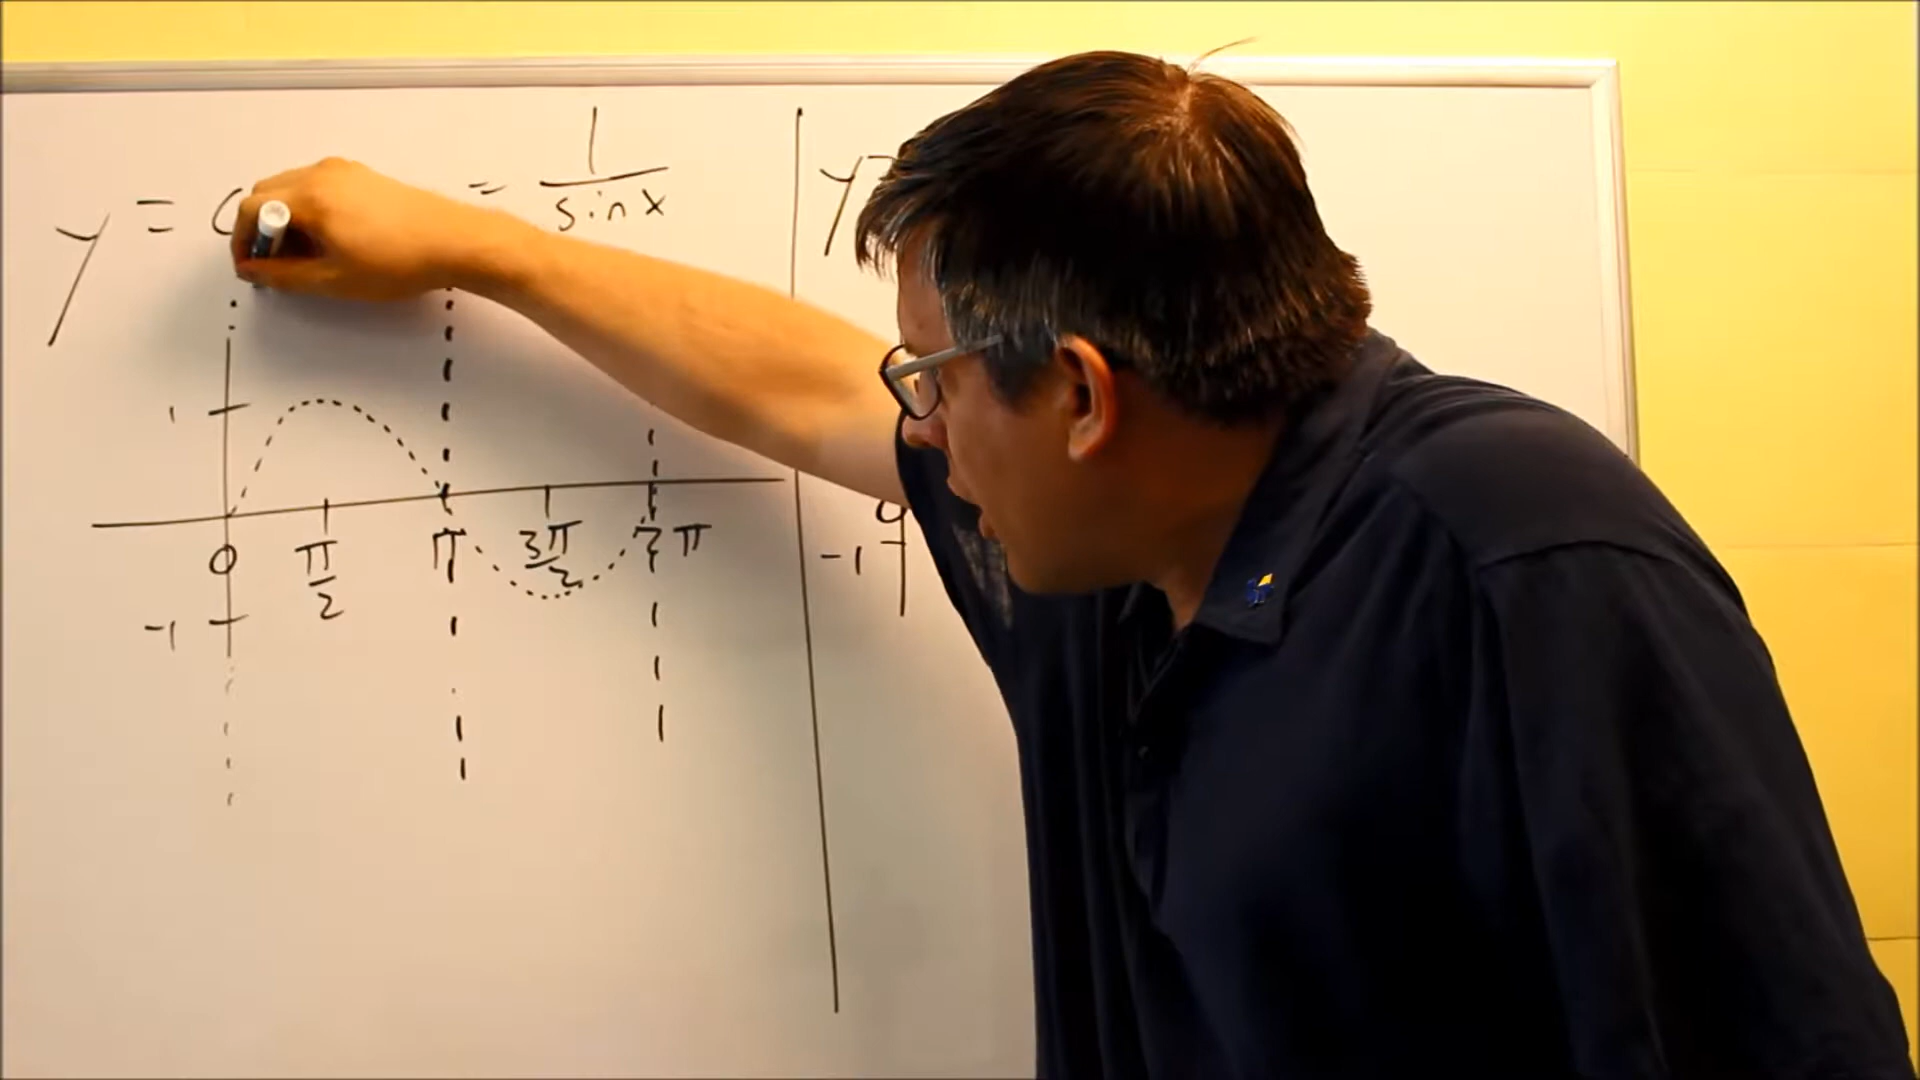 y = c = 1/sin x
y =
1
0 π/2 π 3π/2 2π
-1
-1